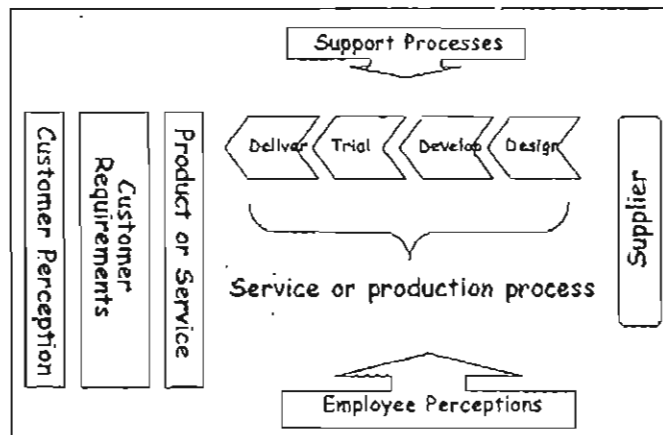 Support Processes
Customer Perception
Customer
Requirements
Product or Service
Deliver
Trial
Develop
Design
Service or production process
Supplier
Employee Perceptions